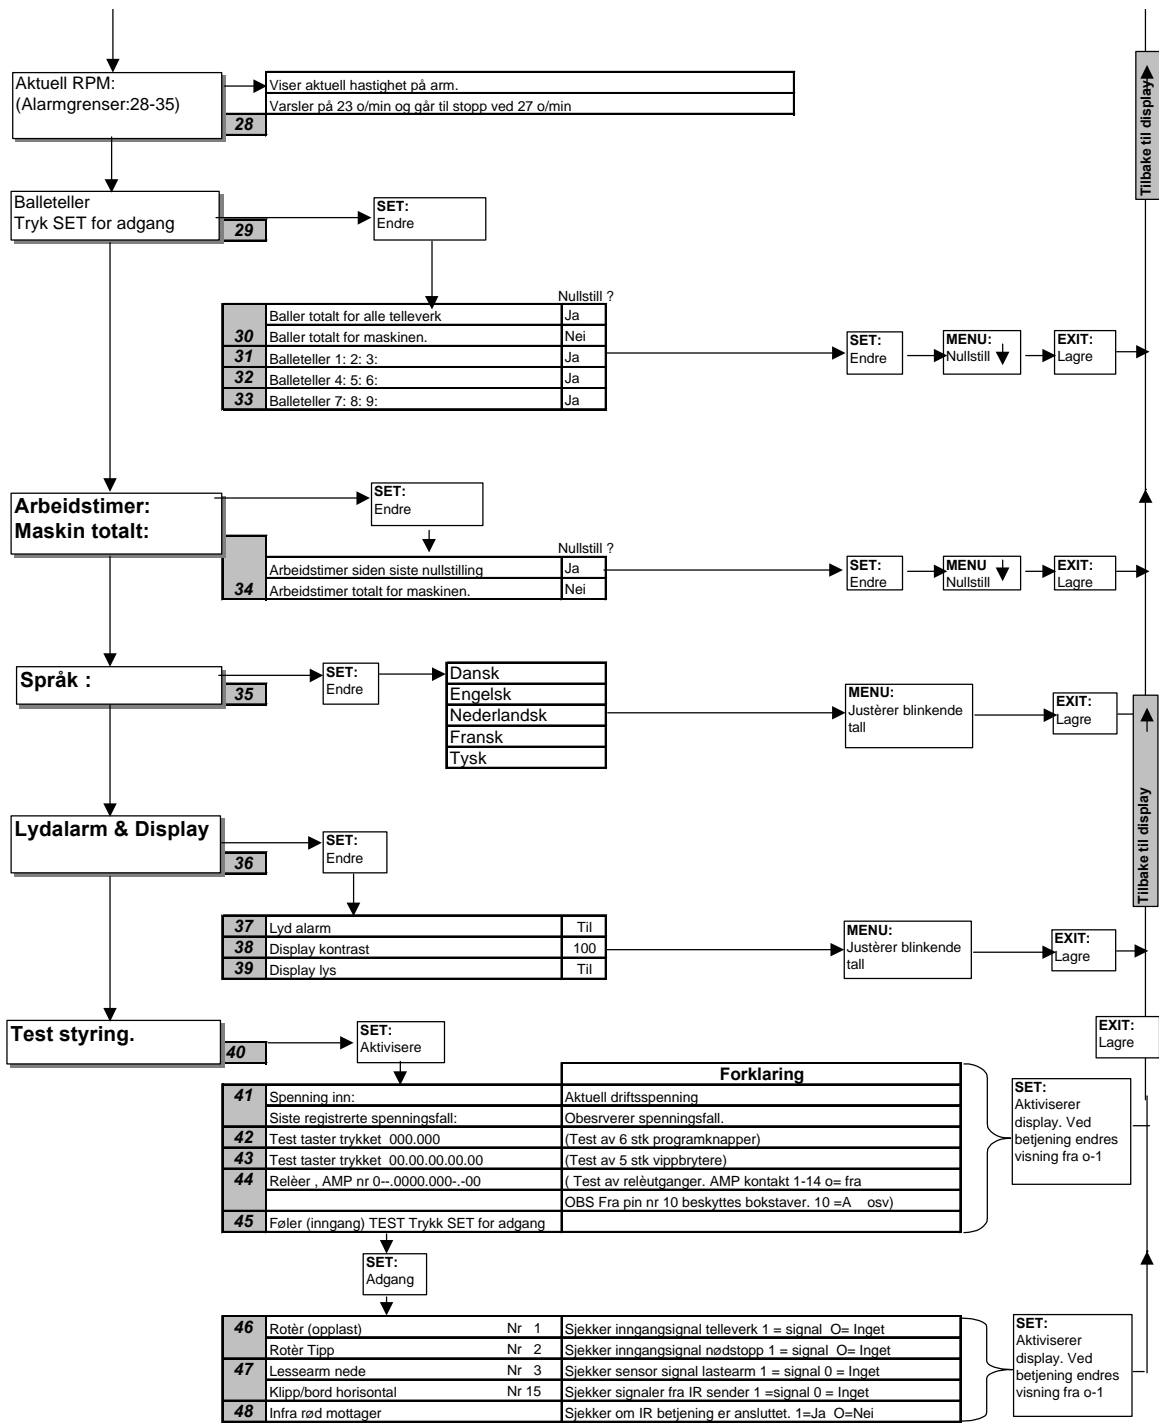 Aktuell RPM:
(Alarmgrenser:28-35)
28
Viser aktuell hastighet på arm.
Varsler på 23 o/min og går til stopp ved 27 o/min
Tilbake til display
Balleteller
Tryk SET for adgang
29
SET:
Endre
Nullstill ?
Baller totalt for alle telleverk Ja
30 Baller totalt for maskinen. Nei
31 Balleteller 1: 2: 3: Ja
32 Balleteller 4: 5: 6: Ja
33 Balleteller 7: 8: 9: Ja
SET:
Endre
MENU:
Nullstill
EXIT:
Lagre
Arbeidstimer:
Maskin totalt:
SET:
Endre
Nullstill ?
Arbeidstimer siden siste nullstilling Ja
34 Arbeidstimer totalt for maskinen. Nei
SET:
Endre
MENU
Nullstill
EXIT:
Lagre
Språk :
35
SET:
Endre
Dansk
Engelsk
Nederlandsk
Fransk
Tysk
MENU:
Justèrer blinkende
tall
EXIT:
Lagre
Tilbake til display
Lydalarm & Display
36
SET:
Endre
37 Lyd alarm Til
38 Display kontrast 100
39 Display lys Til
MENU:
Justèrer blinkende
tall
EXIT:
Lagre
Test styring.
40
SET:
Aktivisere
EXIT:
Lagre
Forklaring
41 Spenning inn: Aktuell driftsspenning
Siste registrerte spenningsfall: Obesrverer spenningsfall.
42 Test taster trykket 000.000 (Test av 6 stk programknapper)
43 Test taster trykket 00.00.00.00.00 (Test av 5 stk vippbrytere)
44 Relèer , AMP nr 0--.0000.000-.-00 ( Test av relèutganger. AMP kontakt 1-14 o= fra
OBS Fra pin nr 10 beskyttes bokstaver. 10 =A osv)
45 Føler (inngang) TEST Trykk SET for adgang
SET:
Aktiviserer
display. Ved
betjening endres
visning fra o-1
SET:
Adgang
46 Rotèr (opplast) Nr 1 Sjekker inngangsignal telleverk 1 = signal O= Inget
Rotèr Tipp Nr 2 Sjekker inngangsignal nødstopp 1 = signal O= Inget
47 Lessearm nede Nr 3 Sjekker sensor signal lastearm 1 = signal 0 = Inget
Klipp/bord horisontal Nr 15 Sjekker signaler fra IR sender 1 =signal 0 = Inget
48 Infra rød mottager Sjekker om IR betjening er ansluttet. 1=Ja O=Nei
SET:
Aktiviserer
display. Ved
betjening endres
visning fra o-1